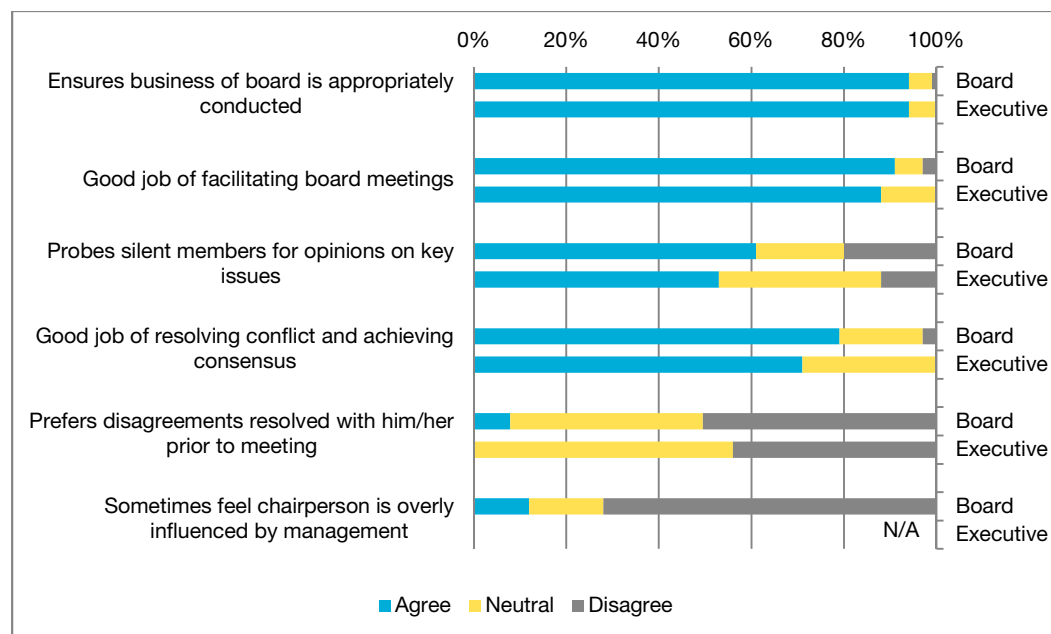 0% 20% 40% 60% 80% 100%
Ensures business of board is appropriately
conducted
Board
Executive
Good job of facilitating board meetings
Board
Executive
Probes silent members for opinions on key
issues
Board
Executive
Good job of resolving conflict and achieving
consensus
Board
Executive
Prefers disagreements resolved with him/her
prior to meeting
Board
Executive
Sometimes feel chairperson is overly
influenced by management
Board
N/A Executive
Agree Neutral Disagree